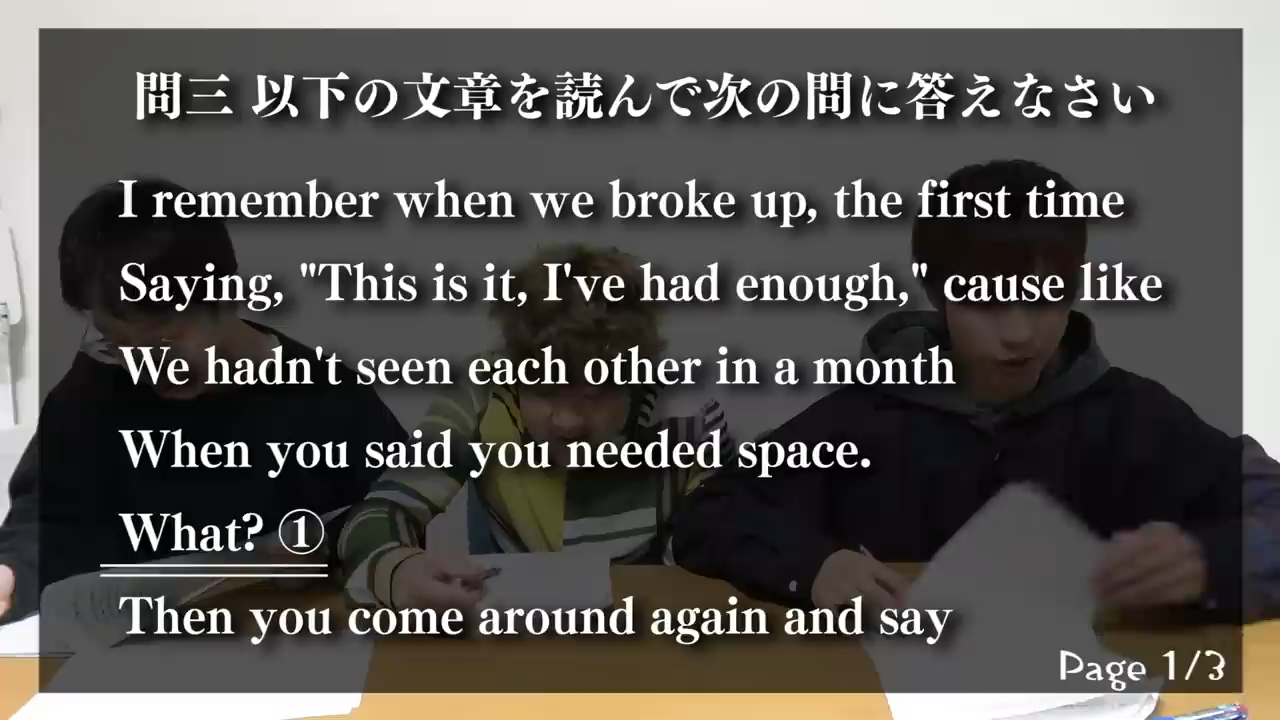 問三 以下の文章を読んで次の問に答えなさい
I remember when we broke up, the first time
Saying, "This is it, I've had enough," cause like
We hadn't seen each other in a month
When you said you needed space.
What? ①
Then you come around again and say
Page 1/3